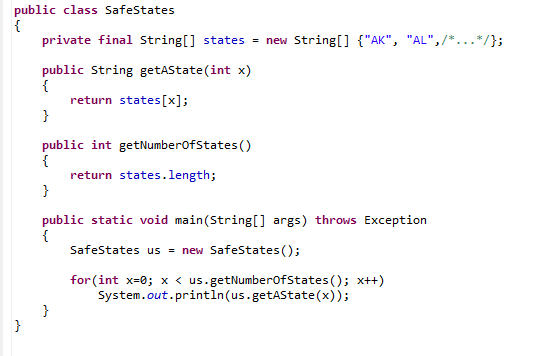 public class SafeStates
{
    private final String[] states = new String[] {"AK", "AL",/*...*/};

    public String getAState(int x)
    {
        return states[x];
    }

    public int getNumberOfStates()
    {
        return states.length;
    }

    public static void main(String[] args) throws Exception
    {
        SafeStates us = new SafeStates();

        for(int x=0; x < us.getNumberOfStates(); x++)
            System.out.println(us.getAState(x));
    }
}